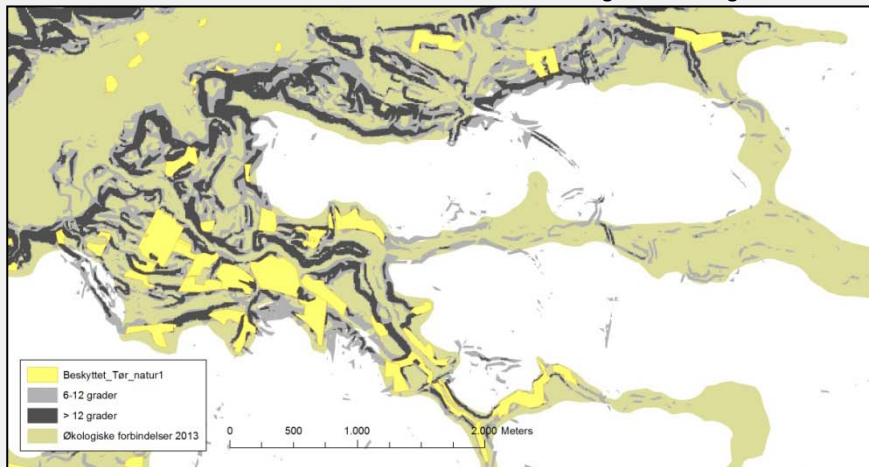 Beskyttet_Tør_natur1
6-12 grader
> 12 grader
Økologiske forbindelser 2013
0 500 1.000 2.000 Meters